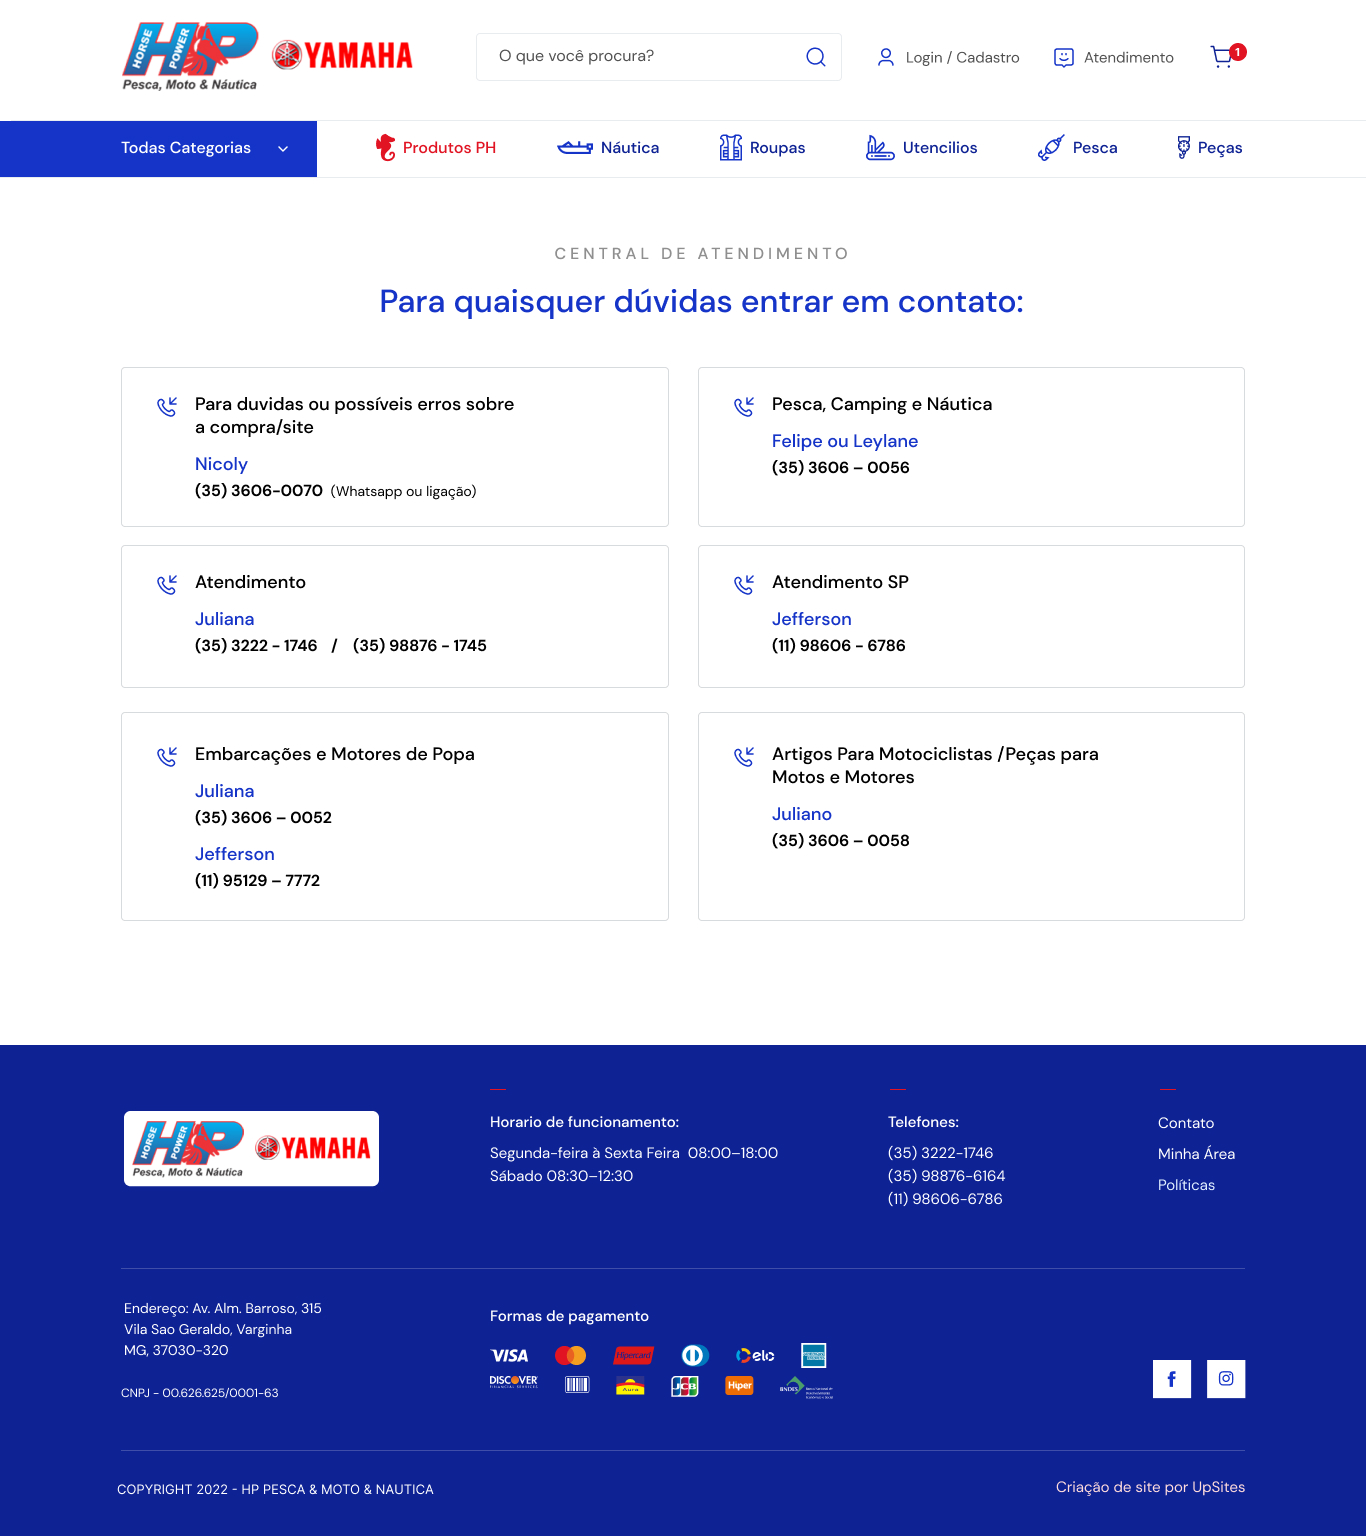 HORSE POWER
HP
Pesca, Moto & Náutica
YAMAHA
O que você procura?
Login / Cadastro
Atendimento
1
Todas Categorias
Produtos PH
Náutica
Roupas
Utencilios
Pesca
Peças
CENTRAL DE ATENDIMENTO
Para quaisquer dúvidas entrar em contato:
Para duvidas ou possíveis erros sobre
a compra/site
Nicoly
(35) 3606-0070 (Whatsapp ou ligação)
Pesca, Camping e Náutica
Felipe ou Leylane
(35) 3606 – 0056
Atendimento
Juliana
(35) 3222 - 1746 / (35) 98876 - 1745
Atendimento SP
Jefferson
(11) 98606 - 6786
Embarcações e Motores de Popa
Juliana
(35) 3606 – 0052
Jefferson
(11) 95129 – 7772
Artigos Para Motociclistas /Peças para
Motos e Motores
Juliano
(35) 3606 – 0058
HORSE POWER
HP
Pesca, Moto & Náutica
YAMAHA
Horario de funcionamento:
Segunda-feira à Sexta Feira 08:00–18:00
Sábado 08:30–12:30
Telefones:
(35) 3222-1746
(35) 98876-6164
(11) 98606-6786
Contato
Minha Área
Políticas
Endereço: Av. Alm. Barroso, 315
Vila Sao Geraldo, Varginha
MG, 37030-320
CNPJ - 00.626.625/0001-63
Formas de pagamento
VISA
Hipercard
elo
DISCOVER
FINANCIAL SERVICES
Aura
JCB
Hiper
BNDES
COPYRIGHT 2022 - HP PESCA & MOTO & NAUTICA
Criação de site por UpSites